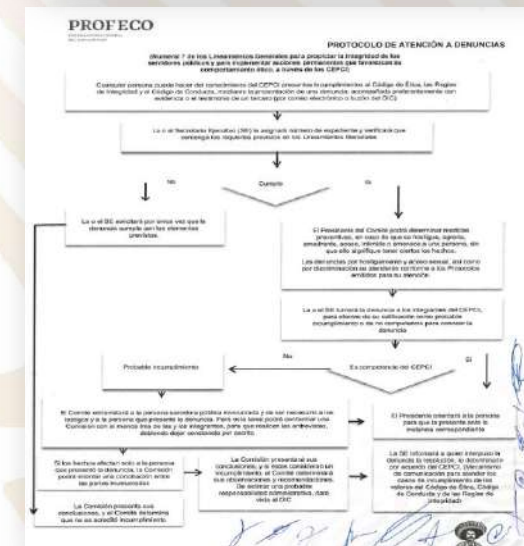 PROFECO
PROTOCOLO DE ATENCIÓN A DENUNCIAS
(Numeral 7 de los Lineamientos Generales para propiciar la integridad de los
servidores públicos y para implementar acciones permanentes que favorezcan su
comportamiento ético, a través de los CEPCI)
Cualquier persona puede hacer del conocimiento del CEPCI presuntos incumplimientos al Código de Ética, las Reglas
de Integridad y el Código de Conducta, mediante la presentación de una denuncia, acompañada preferentemente con
evidencia o el testimonio de un tercero (por correo electrónico o buzón del OIC)
La o el Secretario Ejecutivo (SE) le asignará número de expediente y verificará que
contenga los requisitos previstos en los Lineamientos Generales
No
Cumple
La o el SE solicitará por única vez que la
denuncia cumpla con los elementos
previstos.
El Presidente del Comité podrá determinar medidas
preventivas, en caso de que se hostigue, agreda,
amedrente, acose, intimide o amenace a una persona, sin
que ello signifique tener ciertos los hechos.
Las denuncias por hostigamiento y acoso sexual, así como
por discriminación se atenderán conforme a los Protocolos
emitidos para su atención
La o el SE turnará la denuncia a los integrantes del CEPCI,
para efectos de su calificación como probable
incumplimiento o de no competencia para conocer la
denuncia
No
Sí
Probable incumplimiento
Es competencia del CEPCI
El Comité entrevistará a la persona servidora pública involucrada y de ser necesario a los
testigos y a la persona que presentó la denuncia. Para esta tarea podrá conformar una
Comisión con al menos tres de las y los integrantes, para que realicen las entrevistas,
debiendo dejar constancia por escrito.
El Presidente orientará a la persona
para que la presente ante la
instancia correspondiente
Si los hechos afectan solo a la persona
que presentó la denuncia, la Comisión
podrá intentar una conciliación entre
las partes involucradas
La Comisión presentará sus
conclusiones, y si éstas consideran un
incumplimiento, el Comité determinará
sus observaciones y recomendaciones.
De estimar una probable
responsabilidad administrativa, dará
vista al OIC
La SE informará a quien interpuso la
denuncia la
por acuerdo del CEPCI. (Mecanismo
de comunicación para atender los
casos de incumplimiento de los
valores del Código de Ética, Código
de Conducta y de las Reglas de
Integridad)
La Comisión presenta sus
conclusiones, y el Comité determina
que no se acreditó incumplimiento